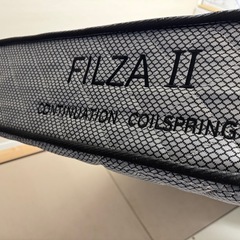 FILZA II
CONTINUATION COILSPRING